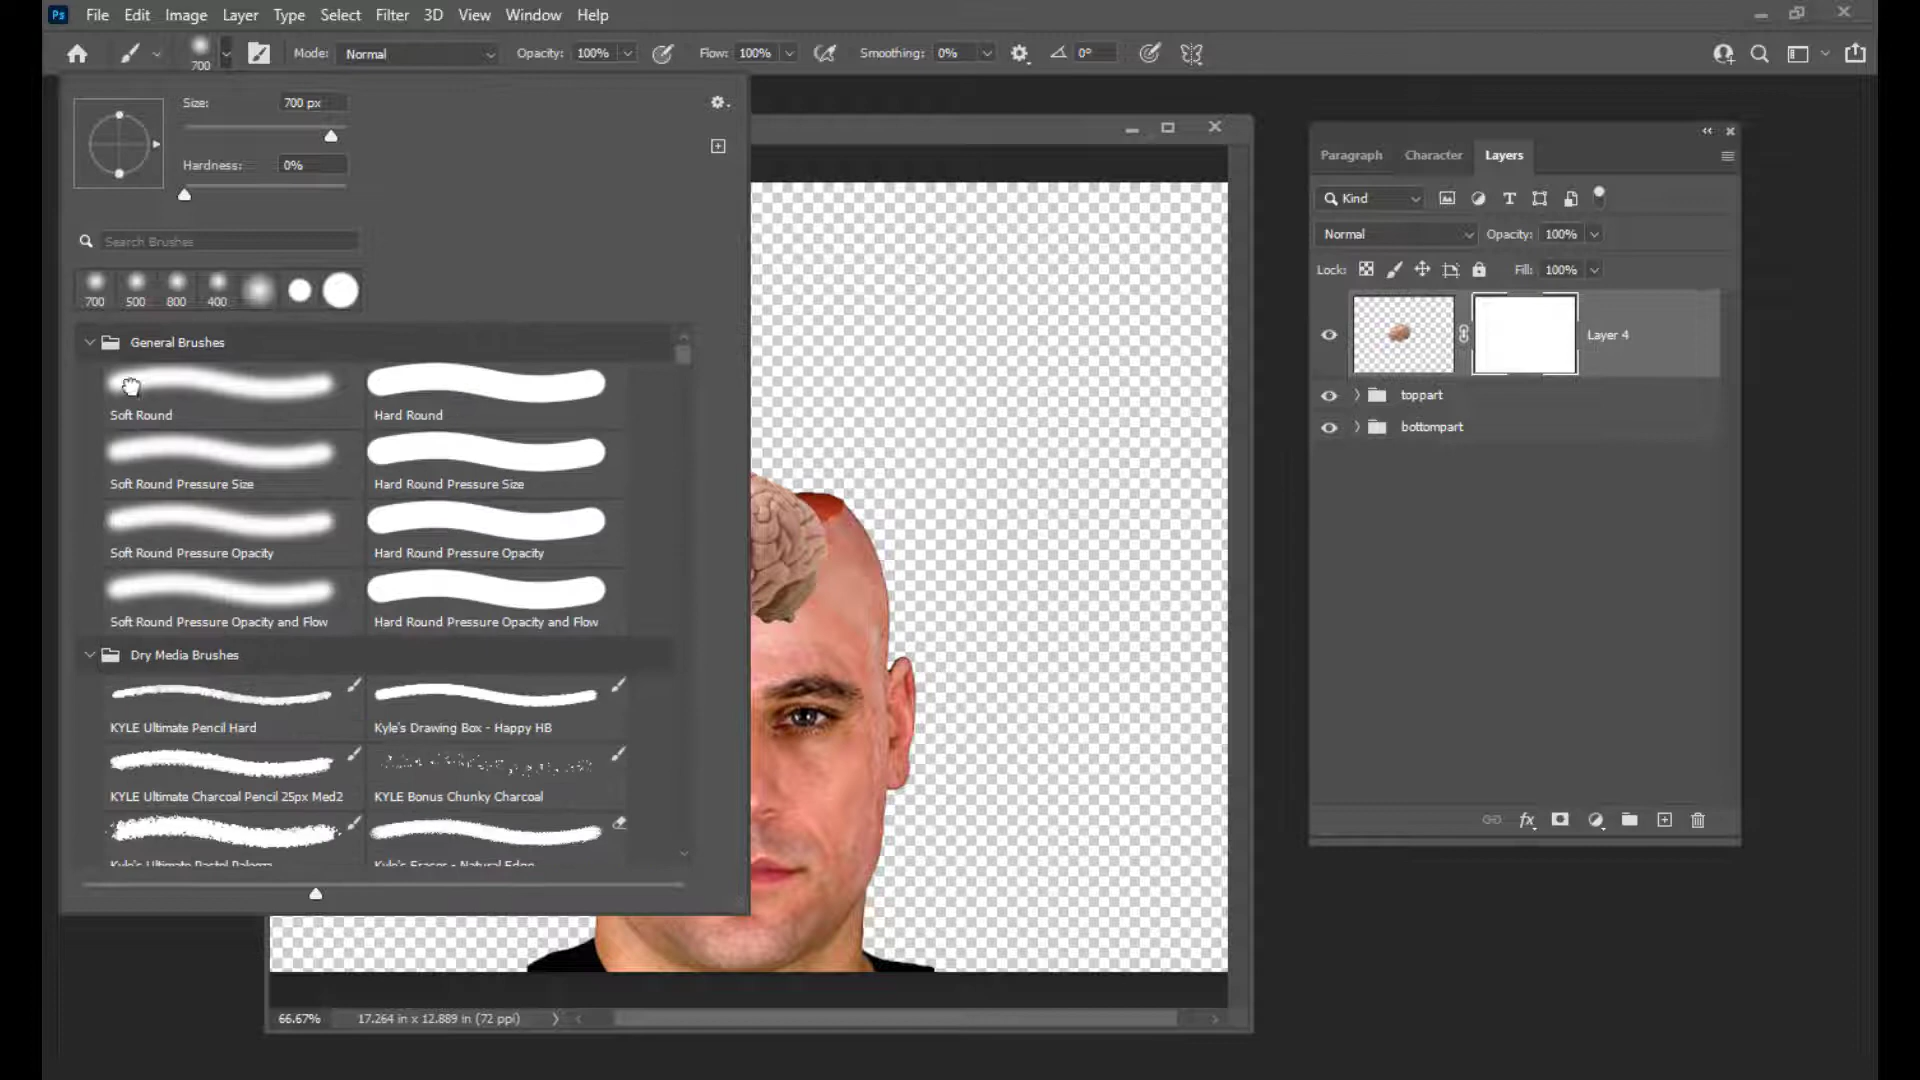 Ps File Edit Image Layer Type Select Filter 3D View Window Help
700 Mode: Normal Opacity: 100% Flow: 100% Smoothing: 0% 0°
Size: 700 px
Hardness: 0%
Search Brushes
700 500 800 400
General Brushes
Soft Round Hard Round
Soft Round Pressure Size Hard Round Pressure Size
Soft Round Pressure Opacity Hard Round Pressure Opacity
Soft Round Pressure Opacity and Flow Hard Round Pressure Opacity and Flow
Dry Media Brushes
KYLE Ultimate Pencil Hard Kyle's Drawing Box - Happy HB
KYLE Ultimate Charcoal Pencil 25px Med2 KYLE Bonus Chunky Charcoal
Kyle's Ultimate Pastel Palooza Kyle's Eraser - Natural Edge
66.67% 17.264 in x 12.889 in (72 ppi)
Paragraph Character Layers
Kind
Normal Opacity: 100%
Lock: Fill: 100%
Layer 4
toppart
bottompart
fx